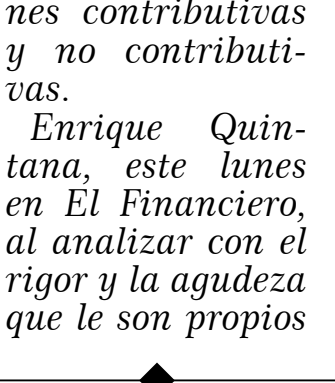 nes contributivas
y no contributi-
vas.
Enrique Quin-
tana, este lunes
en El Financiero,
al analizar con el
rigor y la agudeza
que le son propios